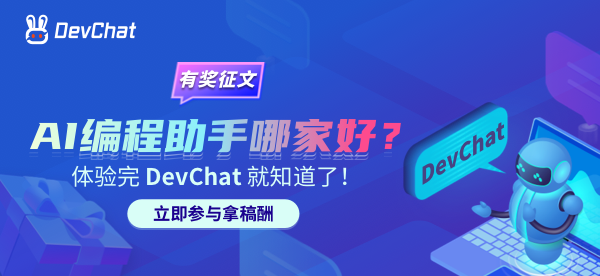 DevChat
有奖征文
AI编程助手哪家好？
体验完 DevChat 就知道了！
DevChat
立即参与拿稿酬